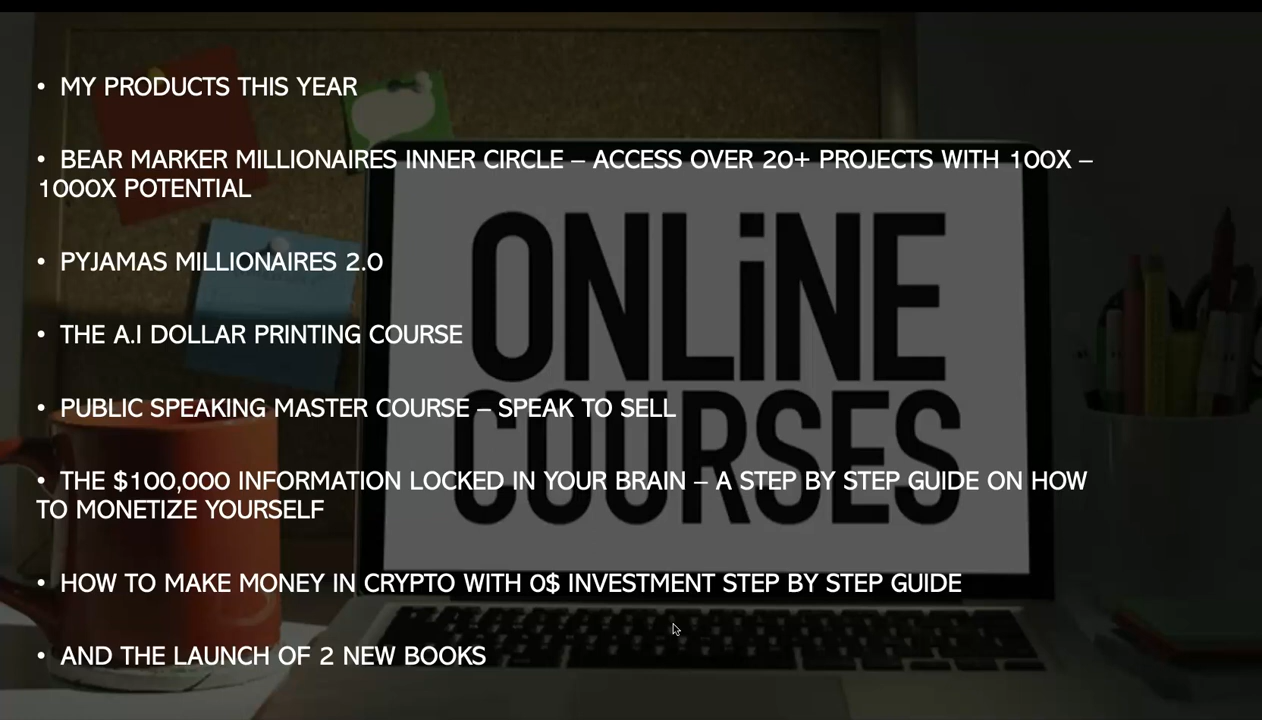 • MY PRODUCTS THIS YEAR
• BEAR MARKER MILLIONAIRES INNER CIRCLE – ACCESS OVER 20+ PROJECTS WITH 100X –
1000X POTENTIAL
• PYJAMAS MILLIONAIRES 2.0
• THE A.I DOLLAR PRINTING COURSE
• PUBLIC SPEAKING MASTER COURSE – SPEAK TO SELL
• THE $100,000 INFORMATION LOCKED IN YOUR BRAIN – A STEP BY STEP GUIDE ON HOW
TO MONETIZE YOURSELF
• HOW TO MAKE MONEY IN CRYPTO WITH 0$ INVESTMENT STEP BY STEP GUIDE
• AND THE LAUNCH OF 2 NEW BOOKS
ONLiNE
COURSES